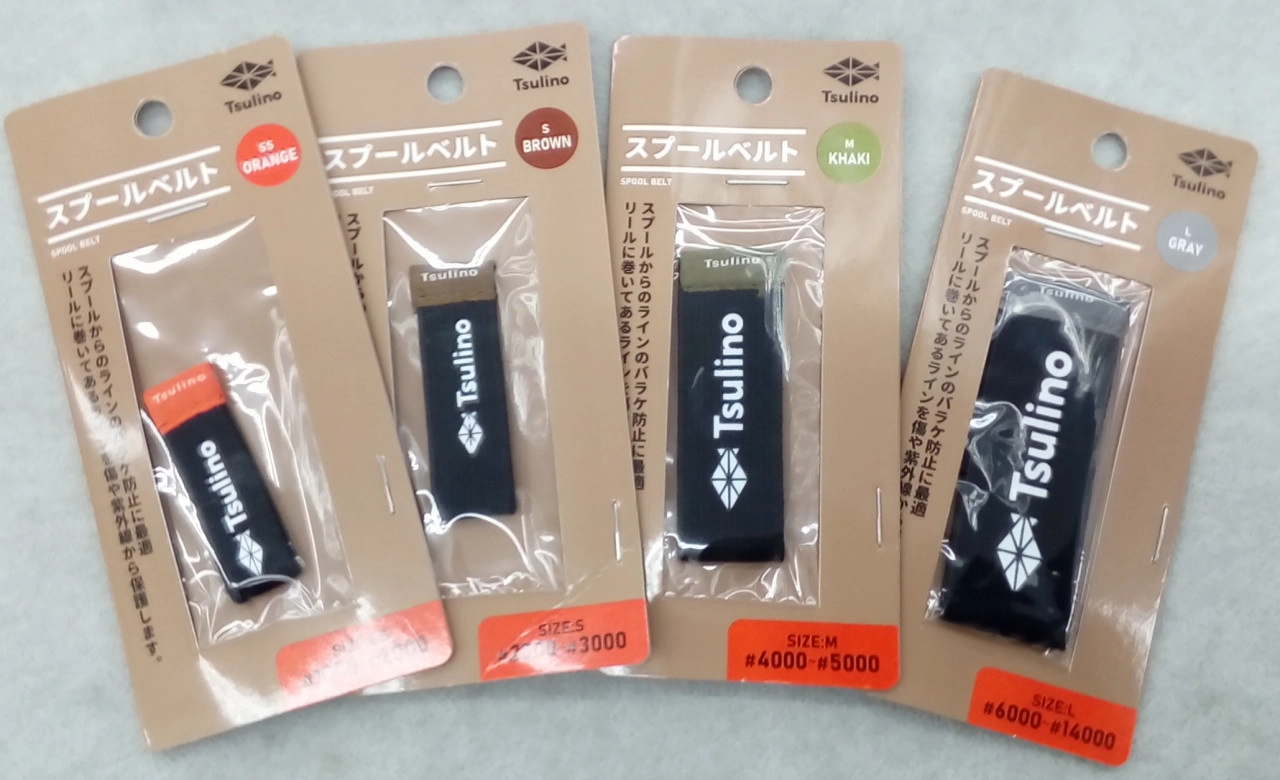 Tsulino
SS
ORANGE
スプールベルト
SPOOL BELT
スプールからのラインの
ケ防止に最適
リールに巻いてある
を傷や紫外線から保護します。
Tsulino
Tsulino
Tsulino
S
BROWN
スプールベルト
SPOOL BELT
Tsulino
Tsulino
SIZE:S
#3000
Tsulino
M
KHAKI
スプールベルト
SPOOL BELT
スプールからのラインのバラケ防止に最適
リールに巻いてあるライン
Tsulino
Tsulino
SIZE:M
#4000~#5000
Tsulino
L
GRAY
スプールベルト
SPOOL BELT
スプールからのラインのバラケ防止に最適
リールに巻いてあるラインを傷や紫外線か
Tsulino
Tsulino
SIZE:L
#6000~#14000